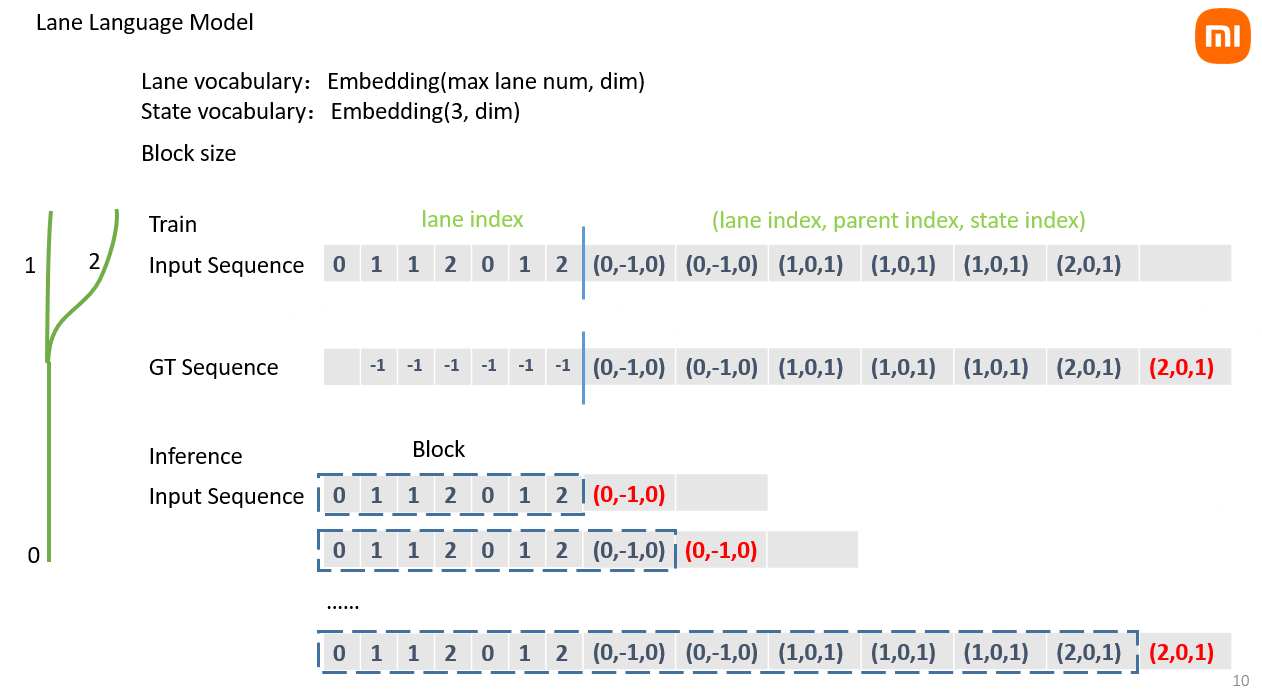 Lane Language Model
mi
Lane vocabulary： Embedding(max lane num, dim)
State vocabulary： Embedding(3, dim)
Block size
Train lane index (lane index, parent index, state index)
1 2 Input Sequence 0 1 1 2 0 1 2 (0,-1,0) (0,-1,0) (1,0,1) (1,0,1) (1,0,1) (2,0,1)
GT Sequence -1 -1 -1 -1 -1 -1 (0,-1,0) (0,-1,0) (1,0,1) (1,0,1) (1,0,1) (2,0,1) (2,0,1)
Inference Block
Input Sequence 0 1 1 2 0 1 2 (0,-1,0)
0 0 1 1 2 0 1 2 (0,-1,0) (0,-1,0)
......
0 1 1 2 0 1 2 (0,-1,0) (0,-1,0) (1,0,1) (1,0,1) (1,0,1) (2,0,1) (2,0,1)
10